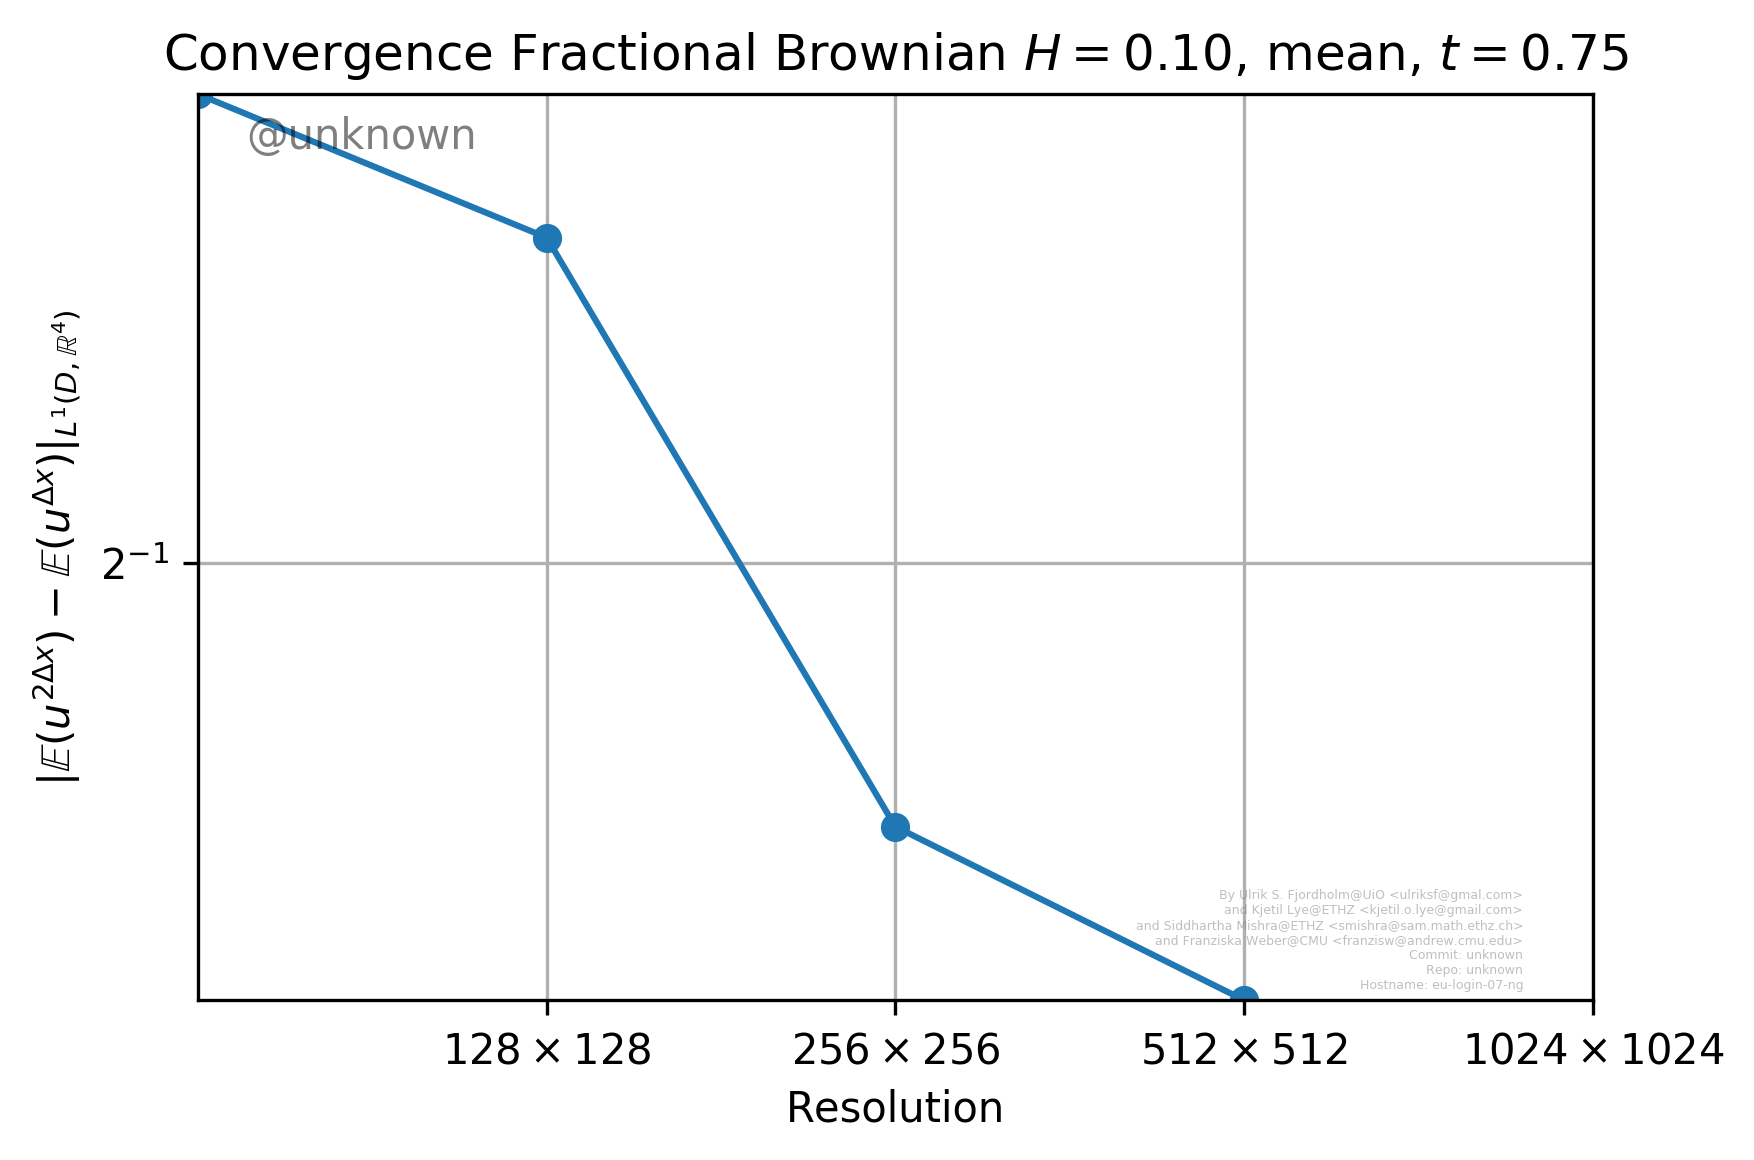 Convergence Fractional Brownian H = 0.10, mean, t = 0.75
@unknown
|𝔼(u^{2Δx}) − 𝔼(u^{Δx})|_{L^1(D, ℝ^4)}
2^{−1}
By Ulrik S. Fjordholm@UiO <ulriksf@gmal.com>
and Kjetil Lye@ETHZ <kjetil.o.lye@gmail.com>
and Siddhartha Mishra@ETHZ <smishra@sam.math.ethz.ch>
and Franziska Weber@CMU <franzisw@andrew.cmu.edu>
Commit: unknown
Repo: unknown
Hostname: eu-login-07-ng
128 × 128
256 × 256
512 × 512
1024 × 1024
Resolution